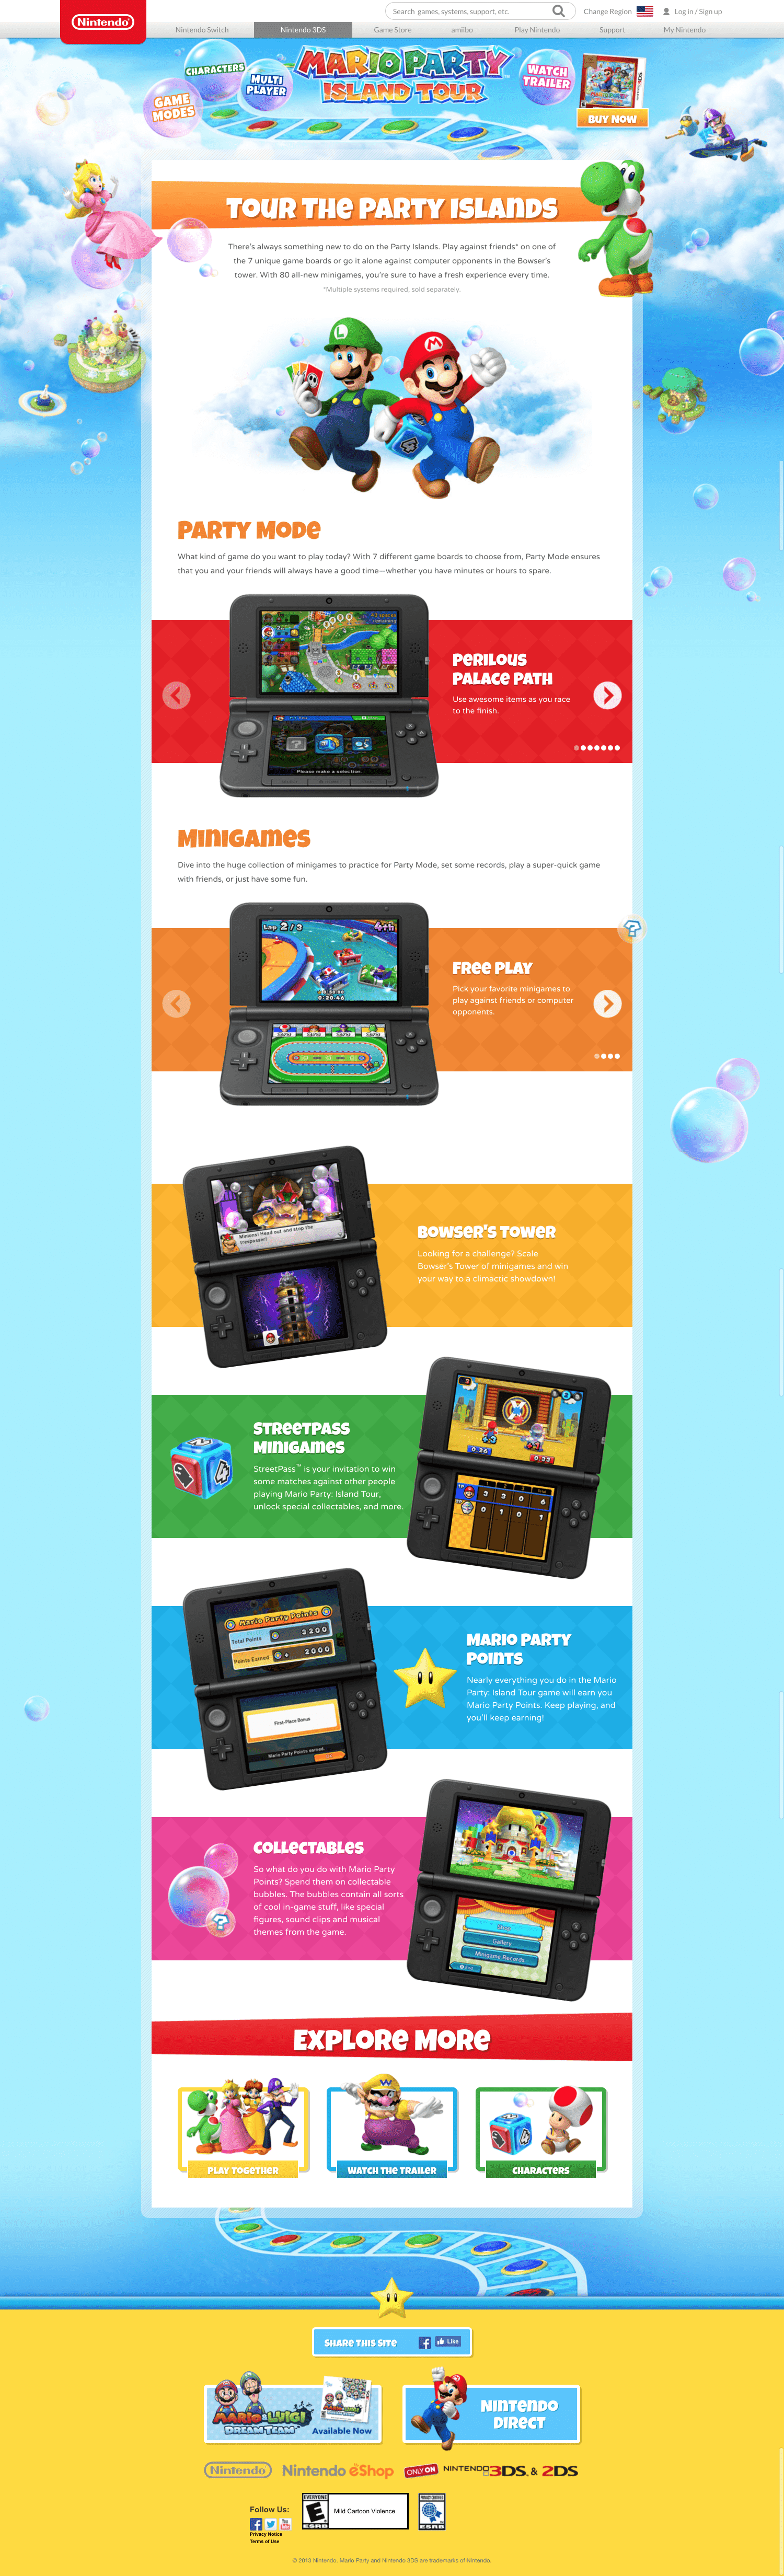 Nintendo
Search games, systems, support, etc.
Change Region
Log in / Sign up
Nintendo Switch
Nintendo 3DS
Game Store
amiibo
Play Nintendo
Support
My Nintendo
GAME MODES
CHARACTERS
MULTI PLAYER
MARIO PARTY
ISLAND TOUR
WATCH TRAILER
BUY NOW
TOUR THE PARTY ISLANDS
There's always something new to do on the Party Islands. Play against friends* on one of
the 7 unique game boards or go it alone against computer opponents in the Bowser's
tower. With 80 all-new minigames, you're sure to have a fresh experience every time.
*Multiple systems required, sold separately.
PARTY MODE
What kind of game do you want to play today? With 7 different game boards to choose from, Party Mode ensures
that you and your friends will always have a good time—whether you have minutes or hours to spare.
PERILOUS
PALACE PATH
Use awesome items as you race
to the finish.
Please make a selection.
MINIGAMES
Dive into the huge collection of minigames to practice for Party Mode, set some records, play a super-quick game
with friends, or just have some fun.
Lap 2/3
4th
0:30.46
FREE PLAY
Pick your favorite minigames to
play against friends or computer
opponents.
Minions! Head out and stop the
trespasser!
BOWSER'S TOWER
Looking for a challenge? Scale
Bowser's Tower of minigames and win
your way to a climactic showdown!
STREETPASS
MINIGAMES
StreetPass™ is your invitation to win
some matches against other people
playing Mario Party: Island Tour,
unlock special collectables, and more.
0:26
0:33
3 3 0 6
0 1 0 1
Mario Party Points
Total Points 3200
Points Earned + 2000
First-Place Bonus
Mario Party Points earned.
MARIO PARTY
POINTS
Nearly everything you do in the Mario
Party: Island Tour game will earn you
Mario Party Points. Keep playing, and
you'll keep earning!
COLLECTABLES
So what do you do with Mario Party
Points? Spend them on collectable
bubbles. The bubbles contain all sorts
of cool in-game stuff, like special
figures, sound clips and musical
themes from the game.
Gallery
Minigame Records
EXPLORE MORE
PLAY TOGETHER
WATCH THE TRAILER
CHARACTERS
SHARE THIS SITE
Like
MARIO & LUIGI
DREAM TEAM
Available Now
NINTENDO
DIRECT
Nintendo
Nintendo eShop
ONLY ON
NINTENDO 3DS & 2DS
Follow Us:
Privacy Notice
Terms of Use
EVERYONE
E
ESRB
Mild Cartoon Violence
PRIVACY CERTIFIED
ESRB
© 2013 Nintendo. Mario Party and Nintendo 3DS are trademarks of Nintendo.